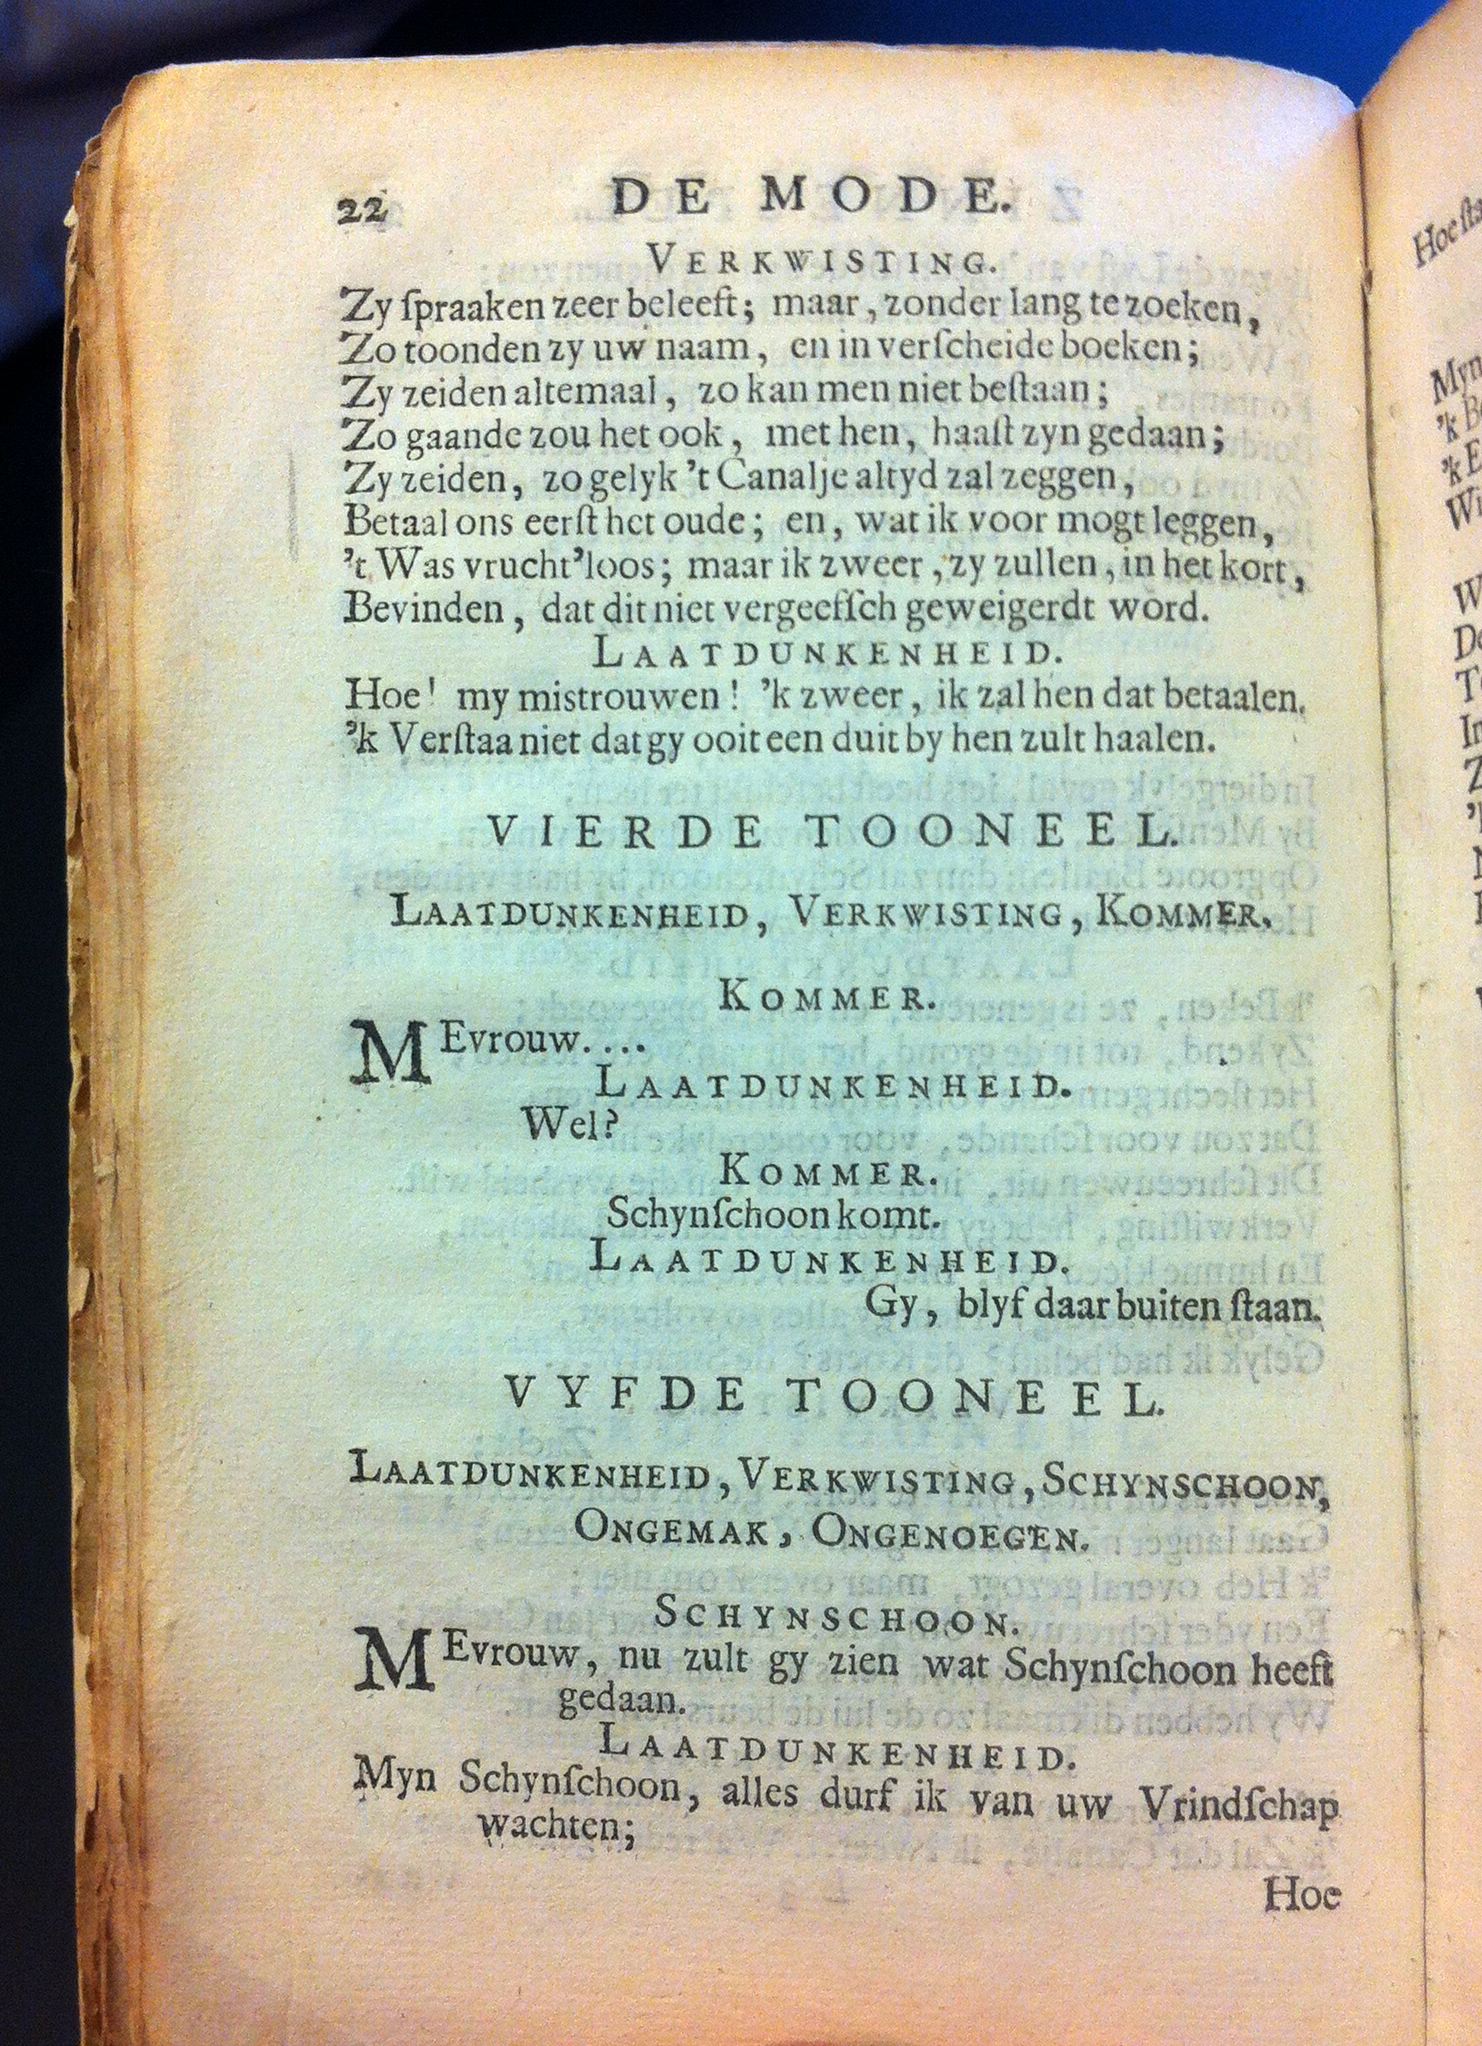 22 DE MODE.
VERKWISTING.
Zy ſpraaken zeer beleeft; maar, zonder lang te zoeken,
Zo toonden zy uw naam, en in verſcheide boeken;
Zy zeiden altemaal, zo kan men niet beſtaan;
Zo gaande zou het ook, met hen, haaſt zyn gedaan;
Zy zeiden, zo gelyk 't Canalje altyd zal zeggen,
Betaal ons eerſt het oude; en, wat ik voor mogt leggen,
't Was vrucht'loos; maar ik zweer, zy zullen, in het kort,
Bevinden, dat dit niet vergeefſch geweigerdt word.
LAATDUNKENHEID.
Hoe! my mistrouwen! 'k zweer, ik zal hen dat betaalen.
'k Verſtaa niet dat gy ooit een duit by hen zult haalen.
VIERDE TOONEEL.
LAATDUNKENHEID, VERKWISTING, KOMMER.
KOMMER.
MEvrouw....
LAATDUNKENHEID.
Wel?
KOMMER.
Schynſchoon komt.
LAATDUNKENHEID.
Gy, blyf daar buiten ſtaan.
VYFDE TOONEEL.
LAATDUNKENHEID, VERKWISTING, SCHYNSCHOON,
ONGEMAK, ONGENOEGEN.
SCHYNSCHOON.
MEvrouw, nu zult gy zien wat Schynſchoon heeft
gedaan.
LAATDUNKENHEID.
Myn Schynſchoon, alles durf ik van uw Vrindſchap
wachten;
Hoe